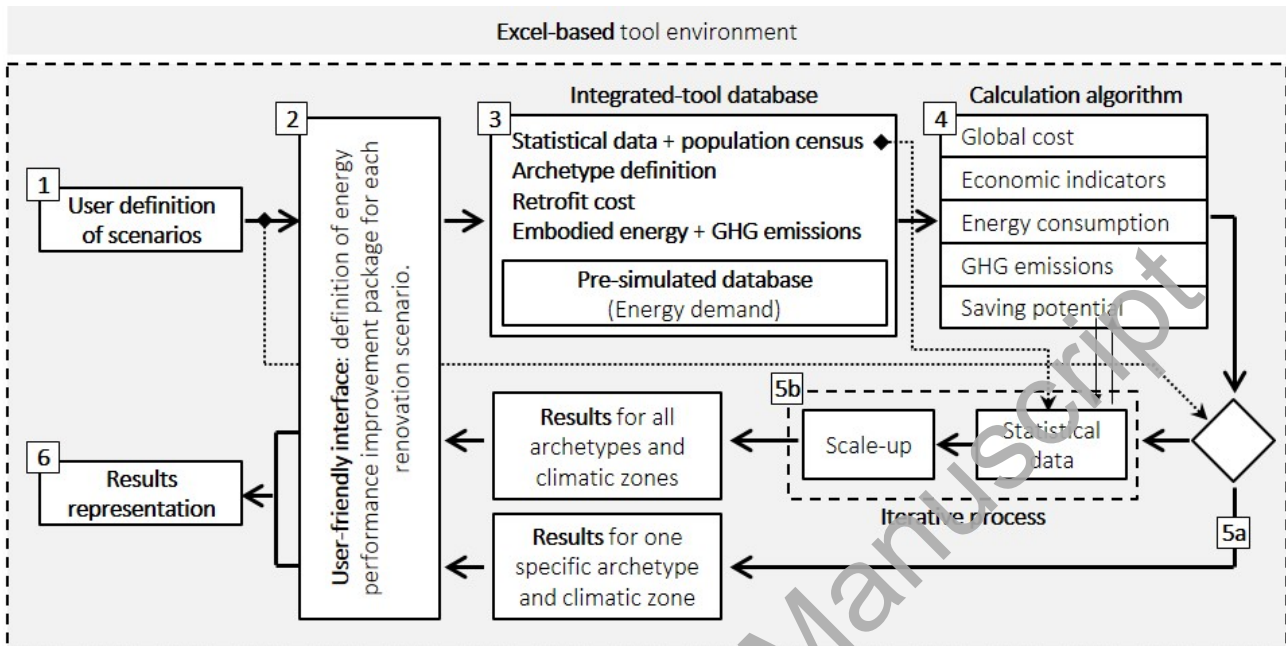 Excel-based tool environment
Integrated-tool database
Calculation algorithm
1
User definition
of scenarios
2
User-friendly interface: definition of energy
performance improvement package for each
renovation scenario.
3
Statistical data + population census
Archetype definition
Retrofit cost
Embodied energy + GHG emissions
Pre-simulated database
(Energy demand)
4
Global cost
Economic indicators
Energy consumption
GHG emissions
Saving potential
5b
Statistical
data
Scale-up
Iterative process
5a
Results for all
archetypes and
climatic zones
Results for one
specific archetype
and climatic zone
6
Results
representation
Manuscript